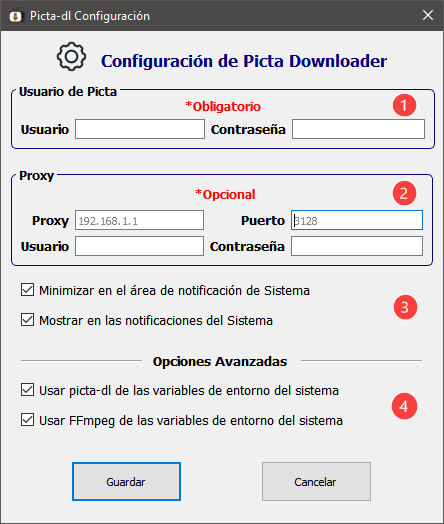 Picta-dl Configuración
Configuración de Picta Downloader
Usuario de Picta
*Obligatorio
1
Usuario Contraseña
Proxy
*Opcional
2
Proxy 192.168.1.1 Puerto 3128
Usuario Contraseña
Minimizar en el área de notificación de Sistema
3
Mostrar en las notificaciones del Sistema
Opciones Avanzadas
Usar picta-dl de las variables de entorno del sistema
4
Usar FFmpeg de las variables de entorno del sistema
Guardar Cancelar